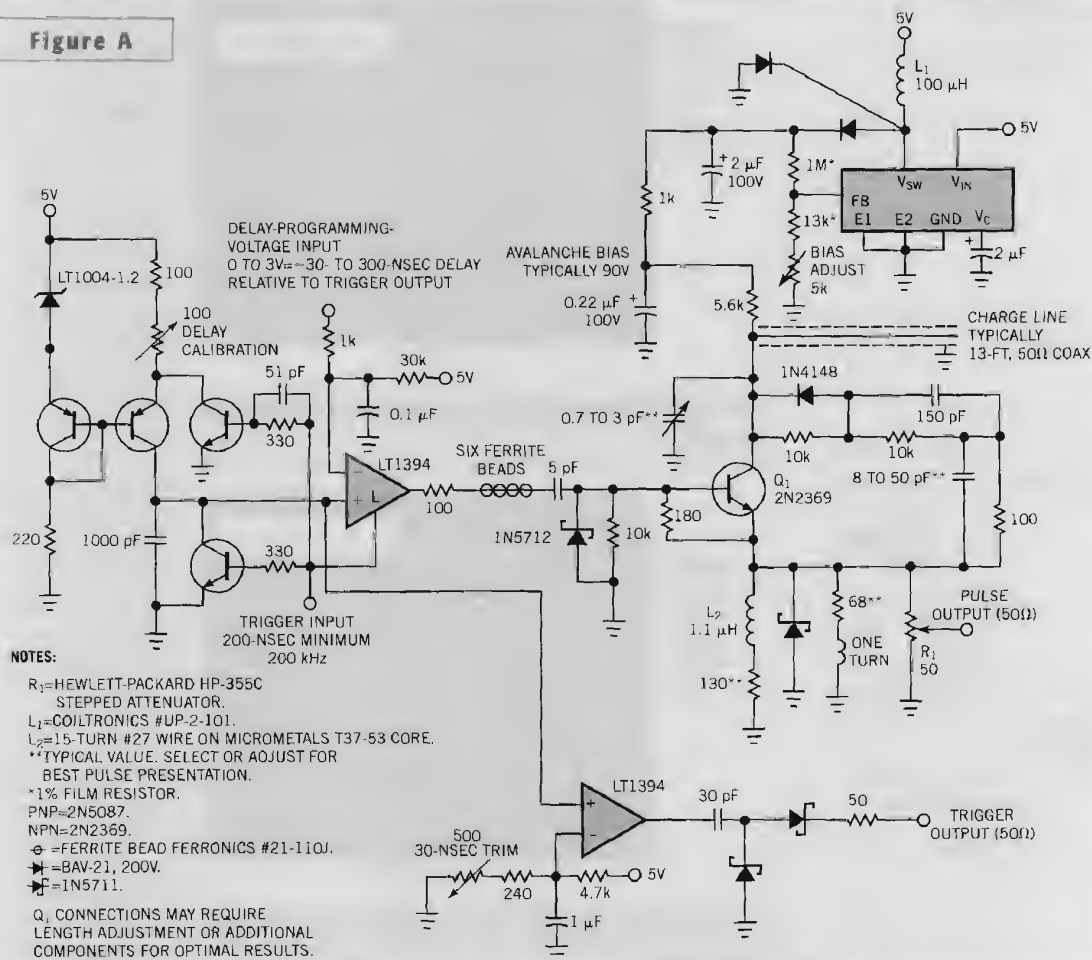 Figure A
5V
L1
100 µH
5V
VSW
VIN
FB
E1
E2
GND
VC
2 µF
1M*
13k*
BIAS
ADJUST
5k
2 µF
100V
1k
AVALANCHE BIAS
TYPICALLY 90V
0.22 µF
100V
5.6k
CHARGE LINE
TYPICALLY
13-FT, 50Ω COAX
5V
LT1004-1.2
100
100
DELAY
CALIBRATION
DELAY-PROGRAMMING-
VOLTAGE INPUT
0 TO 3V=~30- TO 300-NSEC DELAY
RELATIVE TO TRIGGER OUTPUT
1k
30k
5V
0.1 µF
51 pF
330
LT1394
L
SIX FERRITE
BEADS
100
5 pF
1N5712
10k
180
0.7 TO 3 pF**
1N4148
150 pF
10k
10k
Q1
2N2369
8 TO 50 pF**
100
220
1000 pF
330
TRIGGER INPUT
200-NSEC MINIMUM
200 kHz
L2
1.1 µH
130**
68**
ONE
TURN
PULSE
OUTPUT (50Ω)
R1
50
NOTES:
R1=HEWLETT-PACKARD HP-355C
STEPPED ATTENUATOR.
L1=COILTRONICS #UP-2-101.
L2=15-TURN #27 WIRE ON MICROMETALS T37-53 CORE.
**TYPICAL VALUE. SELECT OR ADJUST FOR
BEST PULSE PRESENTATION.
*1% FILM RESISTOR.
PNP=2N5087.
NPN=2N2369.
=FERRITE BEAD FERRONICS #21-110J.
=BAV-21, 200V.
=1N5711.
Q1 CONNECTIONS MAY REQUIRE
LENGTH ADJUSTMENT OR ADDITIONAL
COMPONENTS FOR OPTIMAL RESULTS.
LT1394
500
30-NSEC TRIM
240
4.7k
5V
1 µF
30 pF
50
TRIGGER
OUTPUT (50Ω)